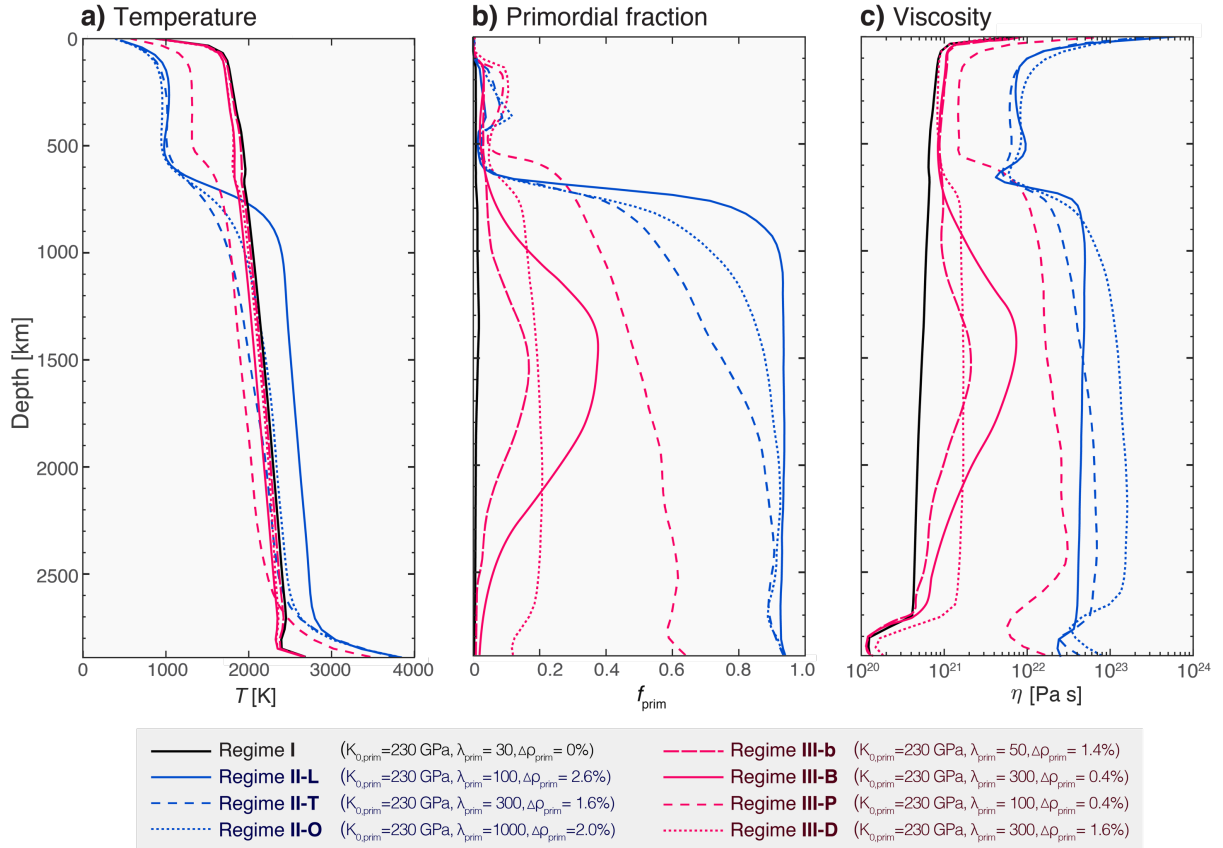 a) Temperature
b) Primordial fraction
c) Viscosity
0
500
1000
1500
2000
2500
Depth [km]
0 1000 2000 3000 4000
T [K]
0 0.2 0.4 0.6 0.8 1.0
f_prim
10^20 10^21 10^22 10^23 10^24
η [Pa s]
Regime I (K_0,prim=230 GPa, λ_prim= 30, Δρ_prim= 0%)
Regime II-L (K_0,prim=230 GPa, λ_prim=100, Δρ_prim= 2.6%)
Regime II-T (K_0,prim=230 GPa, λ_prim= 300, Δρ_prim= 1.6%)
Regime II-O (K_0,prim=230 GPa, λ_prim= 1000, Δρ_prim=2.0%)
Regime III-b (K_0,prim=230 GPa, λ_prim= 50, Δρ_prim= 1.4%)
Regime III-B (K_0,prim=230 GPa, λ_prim= 300, Δρ_prim= 0.4%)
Regime III-P (K_0,prim=230 GPa, λ_prim= 100, Δρ_prim= 0.4%)
Regime III-D (K_0,prim=230 GPa, λ_prim= 300, Δρ_prim= 1.6%)